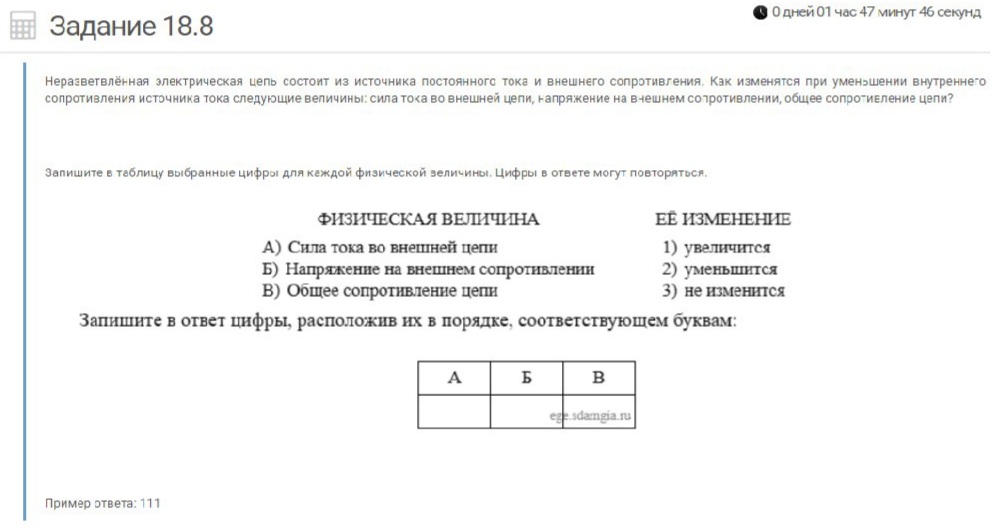 Задание 18.8
0 дней 01 час 47 минут 46 секунд
Неразветвлённая электрическая цепь состоит из источника постоянного тока и внешнего сопротивления. Как изменятся при уменьшении внутреннего
сопротивления источника тока следующие величины: сила тока во внешней цепи, напряжение на внешнем сопротивлении, общее сопротивление цепи?
Запишите в таблицу выбранные цифры для каждой физической величины. Цифры в ответе могут повторяться.
ФИЗИЧЕСКАЯ ВЕЛИЧИНА ЕЁ ИЗМЕНЕНИЕ
А) Сила тока во внешней цепи 1) увеличится
Б) Напряжение на внешнем сопротивлении 2) уменьшится
В) Общее сопротивление цепи 3) не изменится
Запишите в ответ цифры, расположив их в порядке, соответствующем буквам:
А Б В
ege.sdamgia.ru
Пример ответа: 111